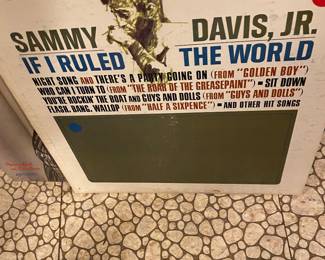 SAMMY DAVIS, JR.
IF I RULED THE WORLD
NIGHT SONG AND THERE'S A PARTY GOING ON (FROM "GOLDEN BOY") • SIT DOWN
WHO CAN I TURN TO (FROM "THE ROAR OF THE GREASEPAINT")
YOU'RE ROCKIN' THE BOAT AND GUYS AND DOLLS (FROM "GUYS AND DOLLS")
FLASH, BANG, WALLOP (FROM "HALF A SIXPENCE") • AND OTHER HIT SONGS